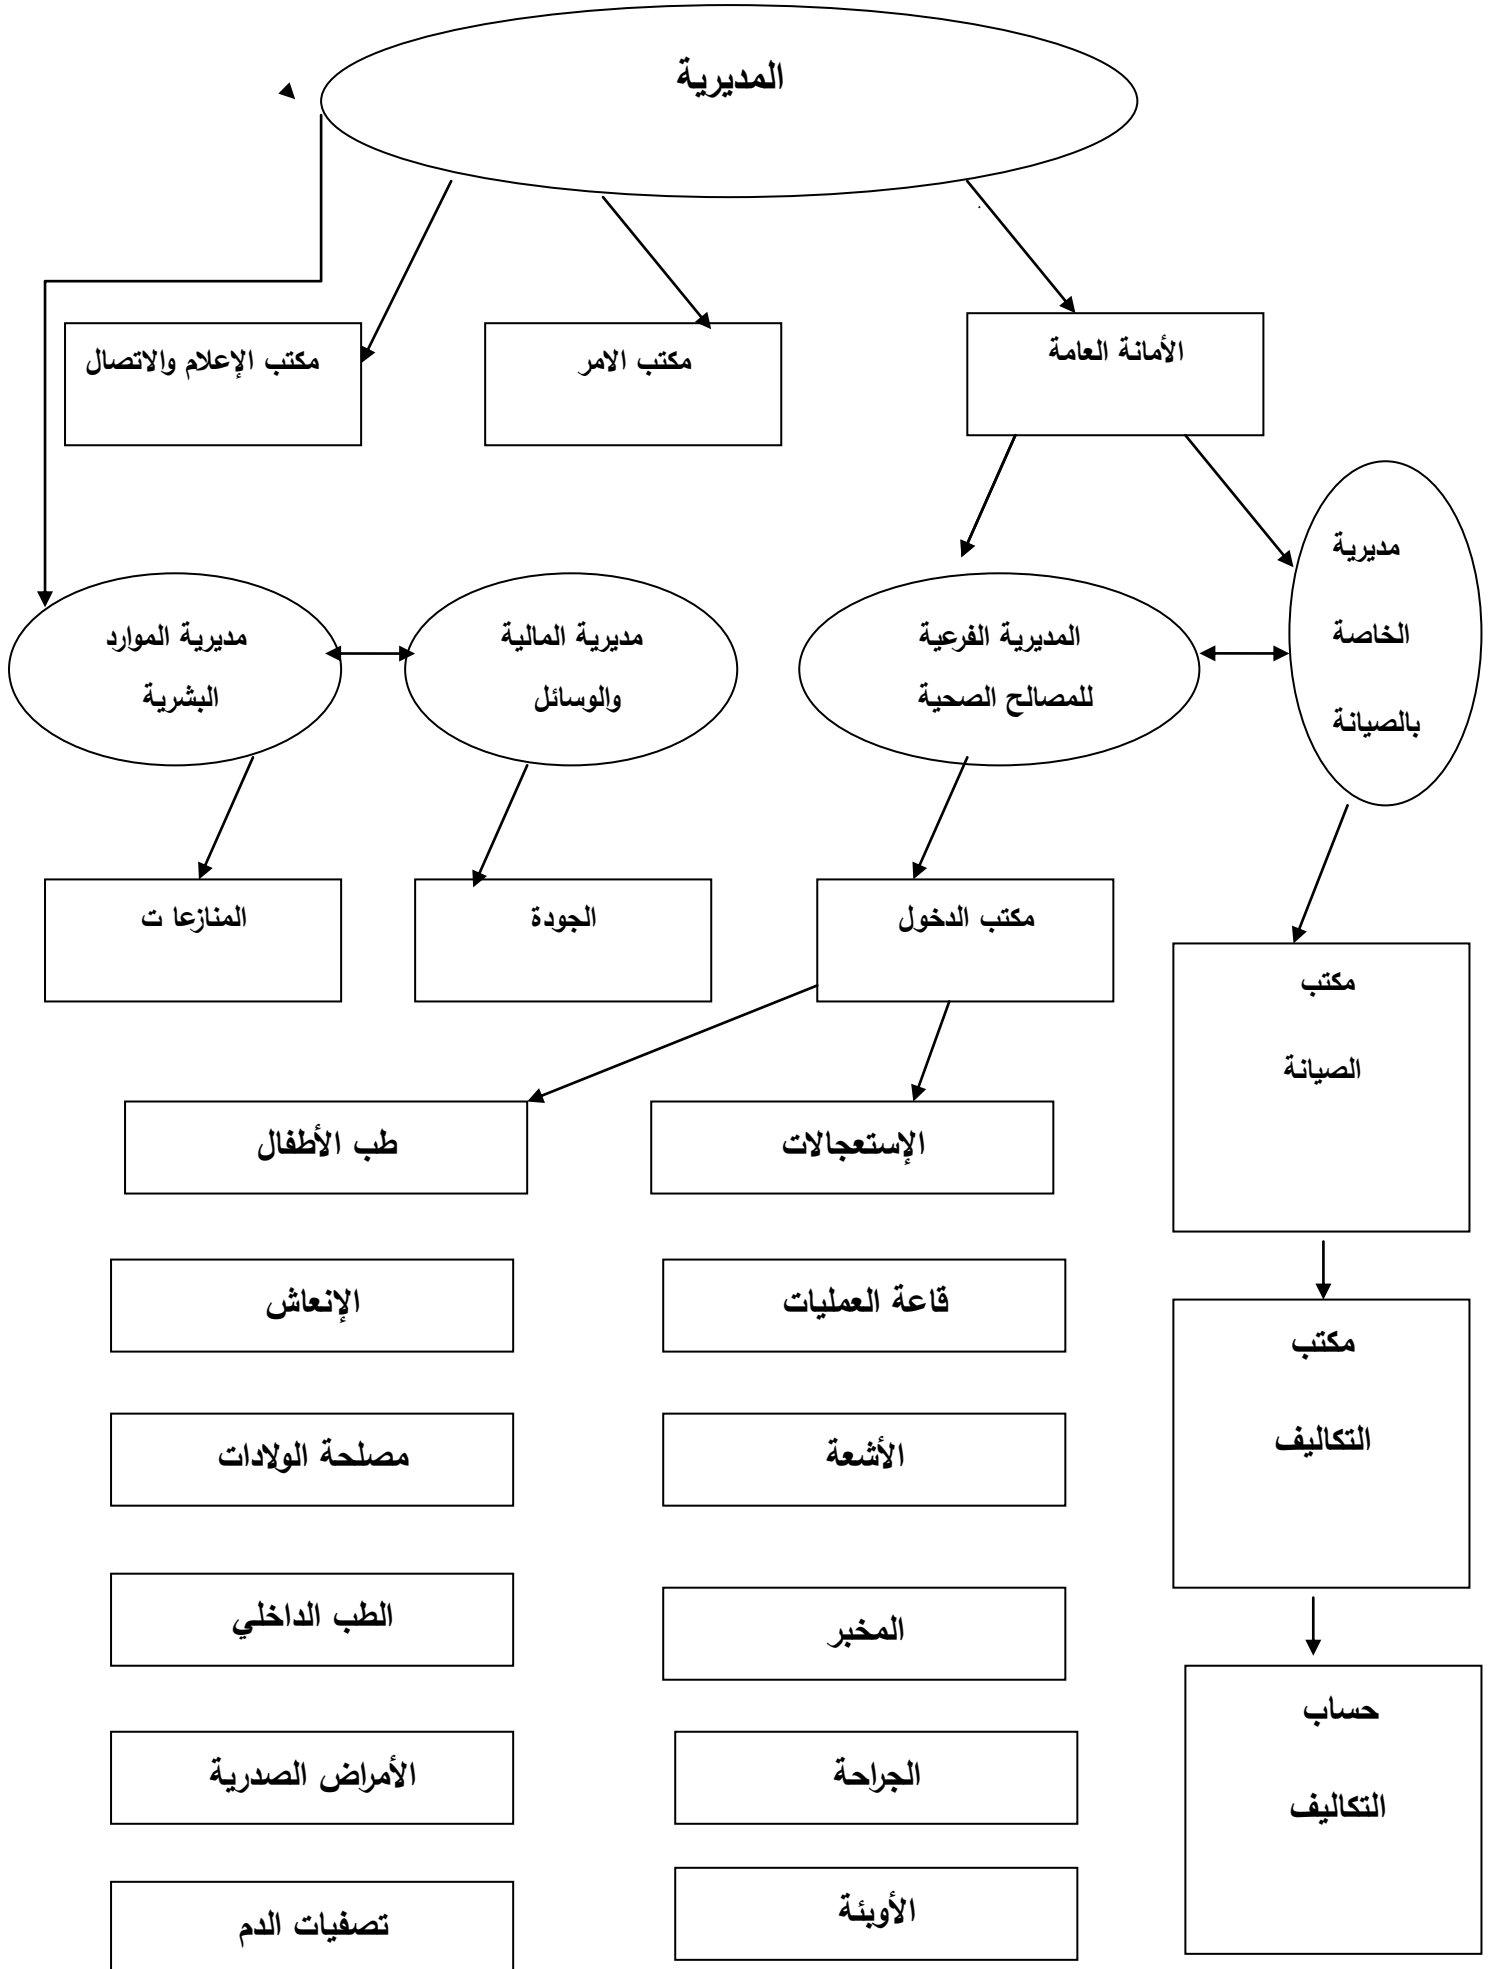 المديرية
الأمانة العامة
مكتب الامر
مكتب الإعلام والاتصال
مديرية
الخاصة
بالصيانة
المديرية الفرعية
للمصالح الصحية
مديرية المالية
والوسائل
مديرية الموارد
البشرية
مكتب الدخول
الجودة
المنازعا ت
مكتب
الصيانة
الإستعجالات
طب الأطفال
قاعة العمليات
الإنعاش
مكتب
التكاليف
الأشعة
مصلحة الولادات
المخبر
الطب الداخلي
حساب
التكاليف
الجراحة
الأمراض الصدرية
الأوبئة
تصفيات الدم